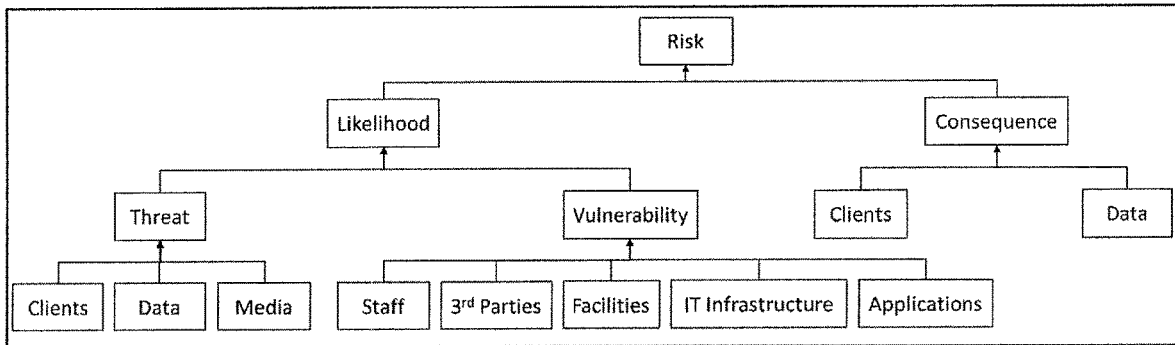 Risk
Likelihood
Consequence
Threat
Vulnerability
Clients
Data
Clients
Data
Media
Staff
3rd Parties
Facilities
IT Infrastructure
Applications